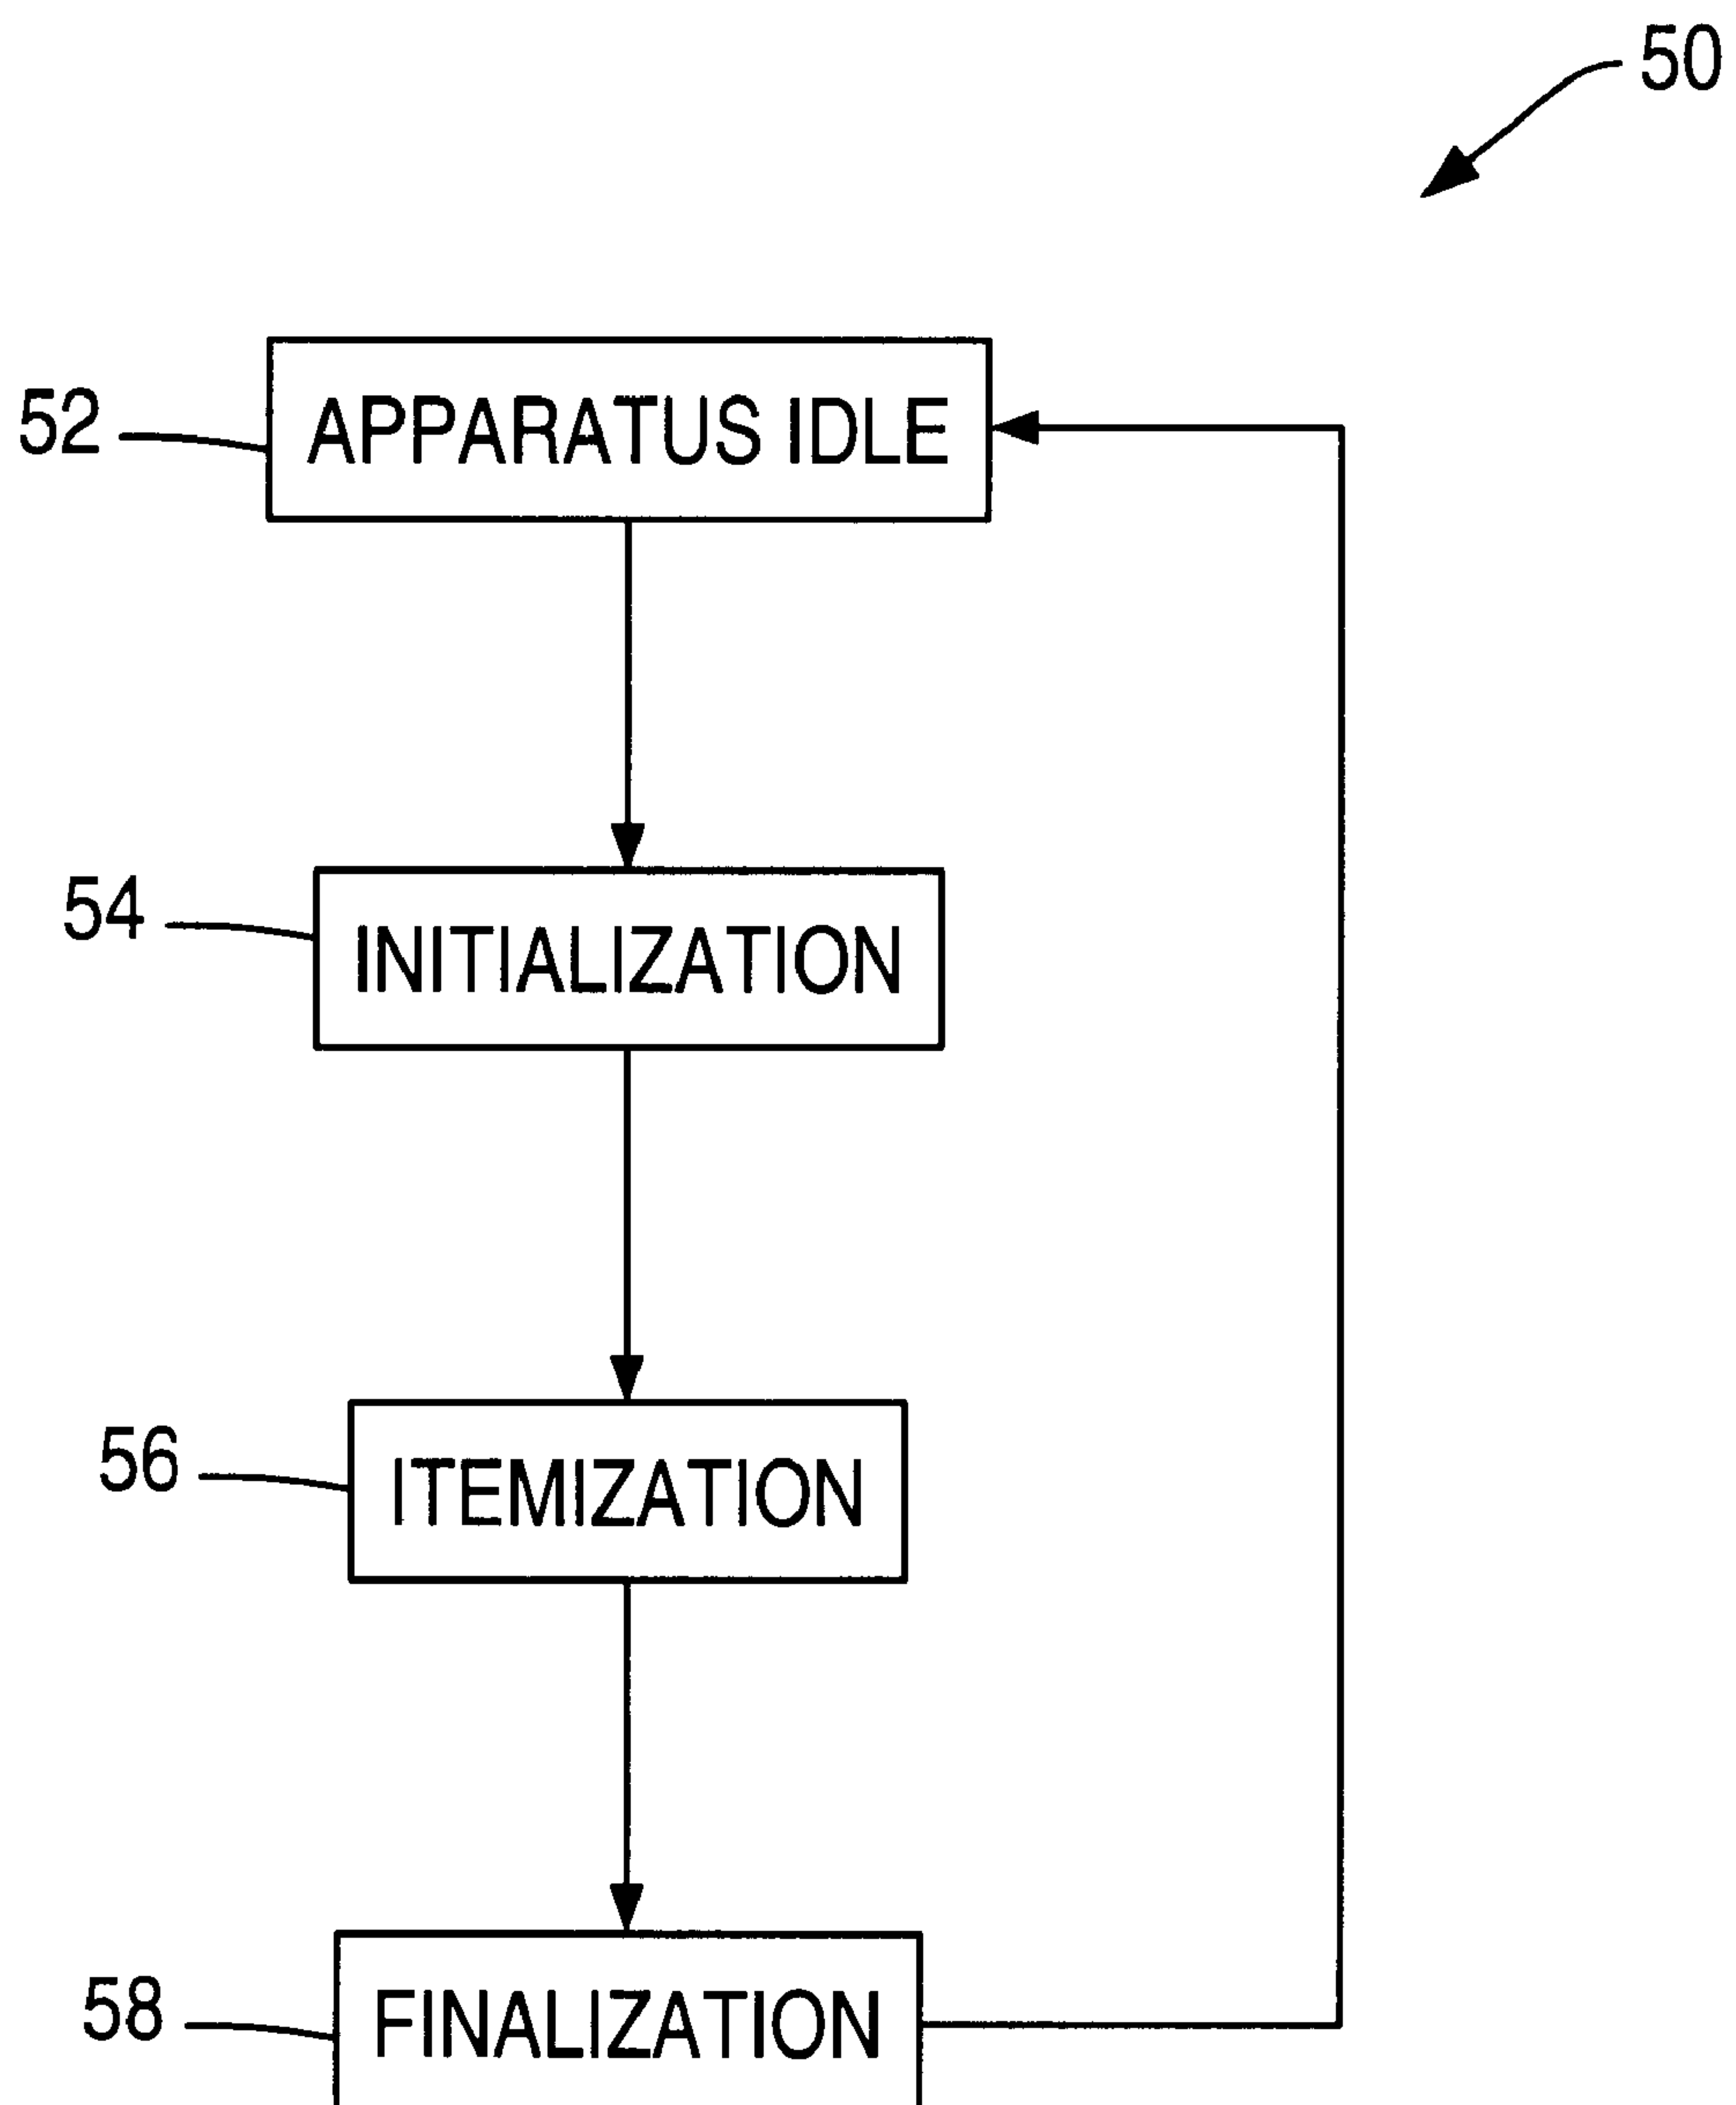 50
52
APPARATUS IDLE
54
INITIALIZATION
56
ITEMIZATION
58
FINALIZATION